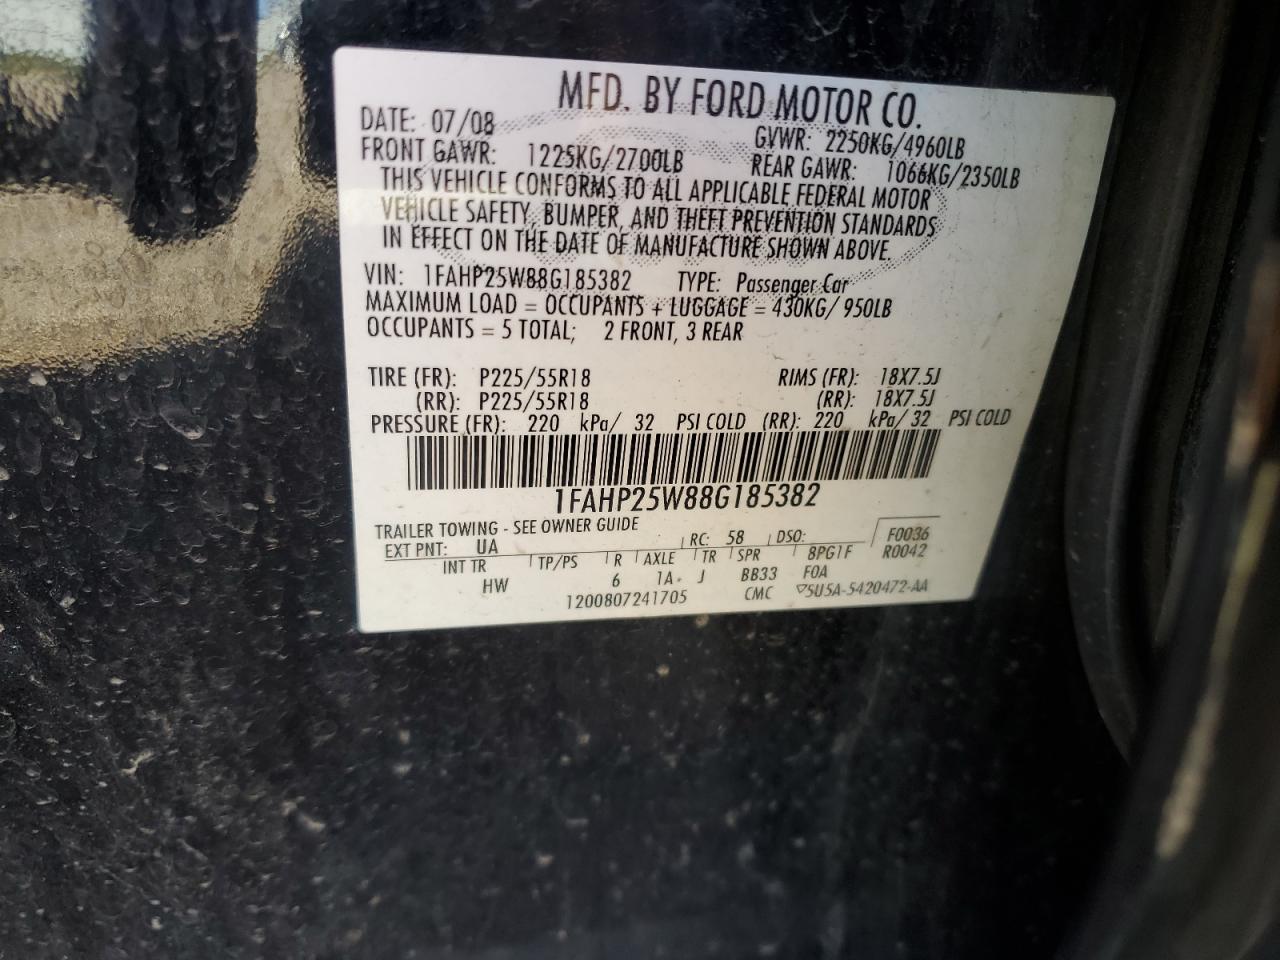 MFD. BY FORD MOTOR CO.
DATE: 07/08 GVWR: 2250KG/4960LB
FRONT GAWR: 1225KG/2700LB REAR GAWR: 1066KG/2350LB
THIS VEHICLE CONFORMS TO ALL APPLICABLE FEDERAL MOTOR
VEHICLE SAFETY, BUMPER, AND THEFT PREVENTION STANDARDS
IN EFFECT ON THE DATE OF MANUFACTURE SHOWN ABOVE.
VIN: 1FAHP25W88G185382 TYPE: Passenger Car
MAXIMUM LOAD = OCCUPANTS + LUGGAGE = 430KG/ 950LB
OCCUPANTS = 5 TOTAL; 2 FRONT, 3 REAR
TIRE (FR): P225/55R18 RIMS (FR): 18X7.5J
(RR): P225/55R18 (RR): 18X7.5J
PRESSURE (FR): 220 kPa/ 32 PSI COLD (RR): 220 kPa/ 32 PSI COLD
1FAHP25W88G185382
TRAILER TOWING - SEE OWNER GUIDE
EXT PNT: UA RC: 58 DSO: F0036
INT TR TP/PS R AXLE TR SPR 8PG1F R0042
HW 6 1A J BB33 F0A
1200807241705 CMC 5U5A-5420472-AA